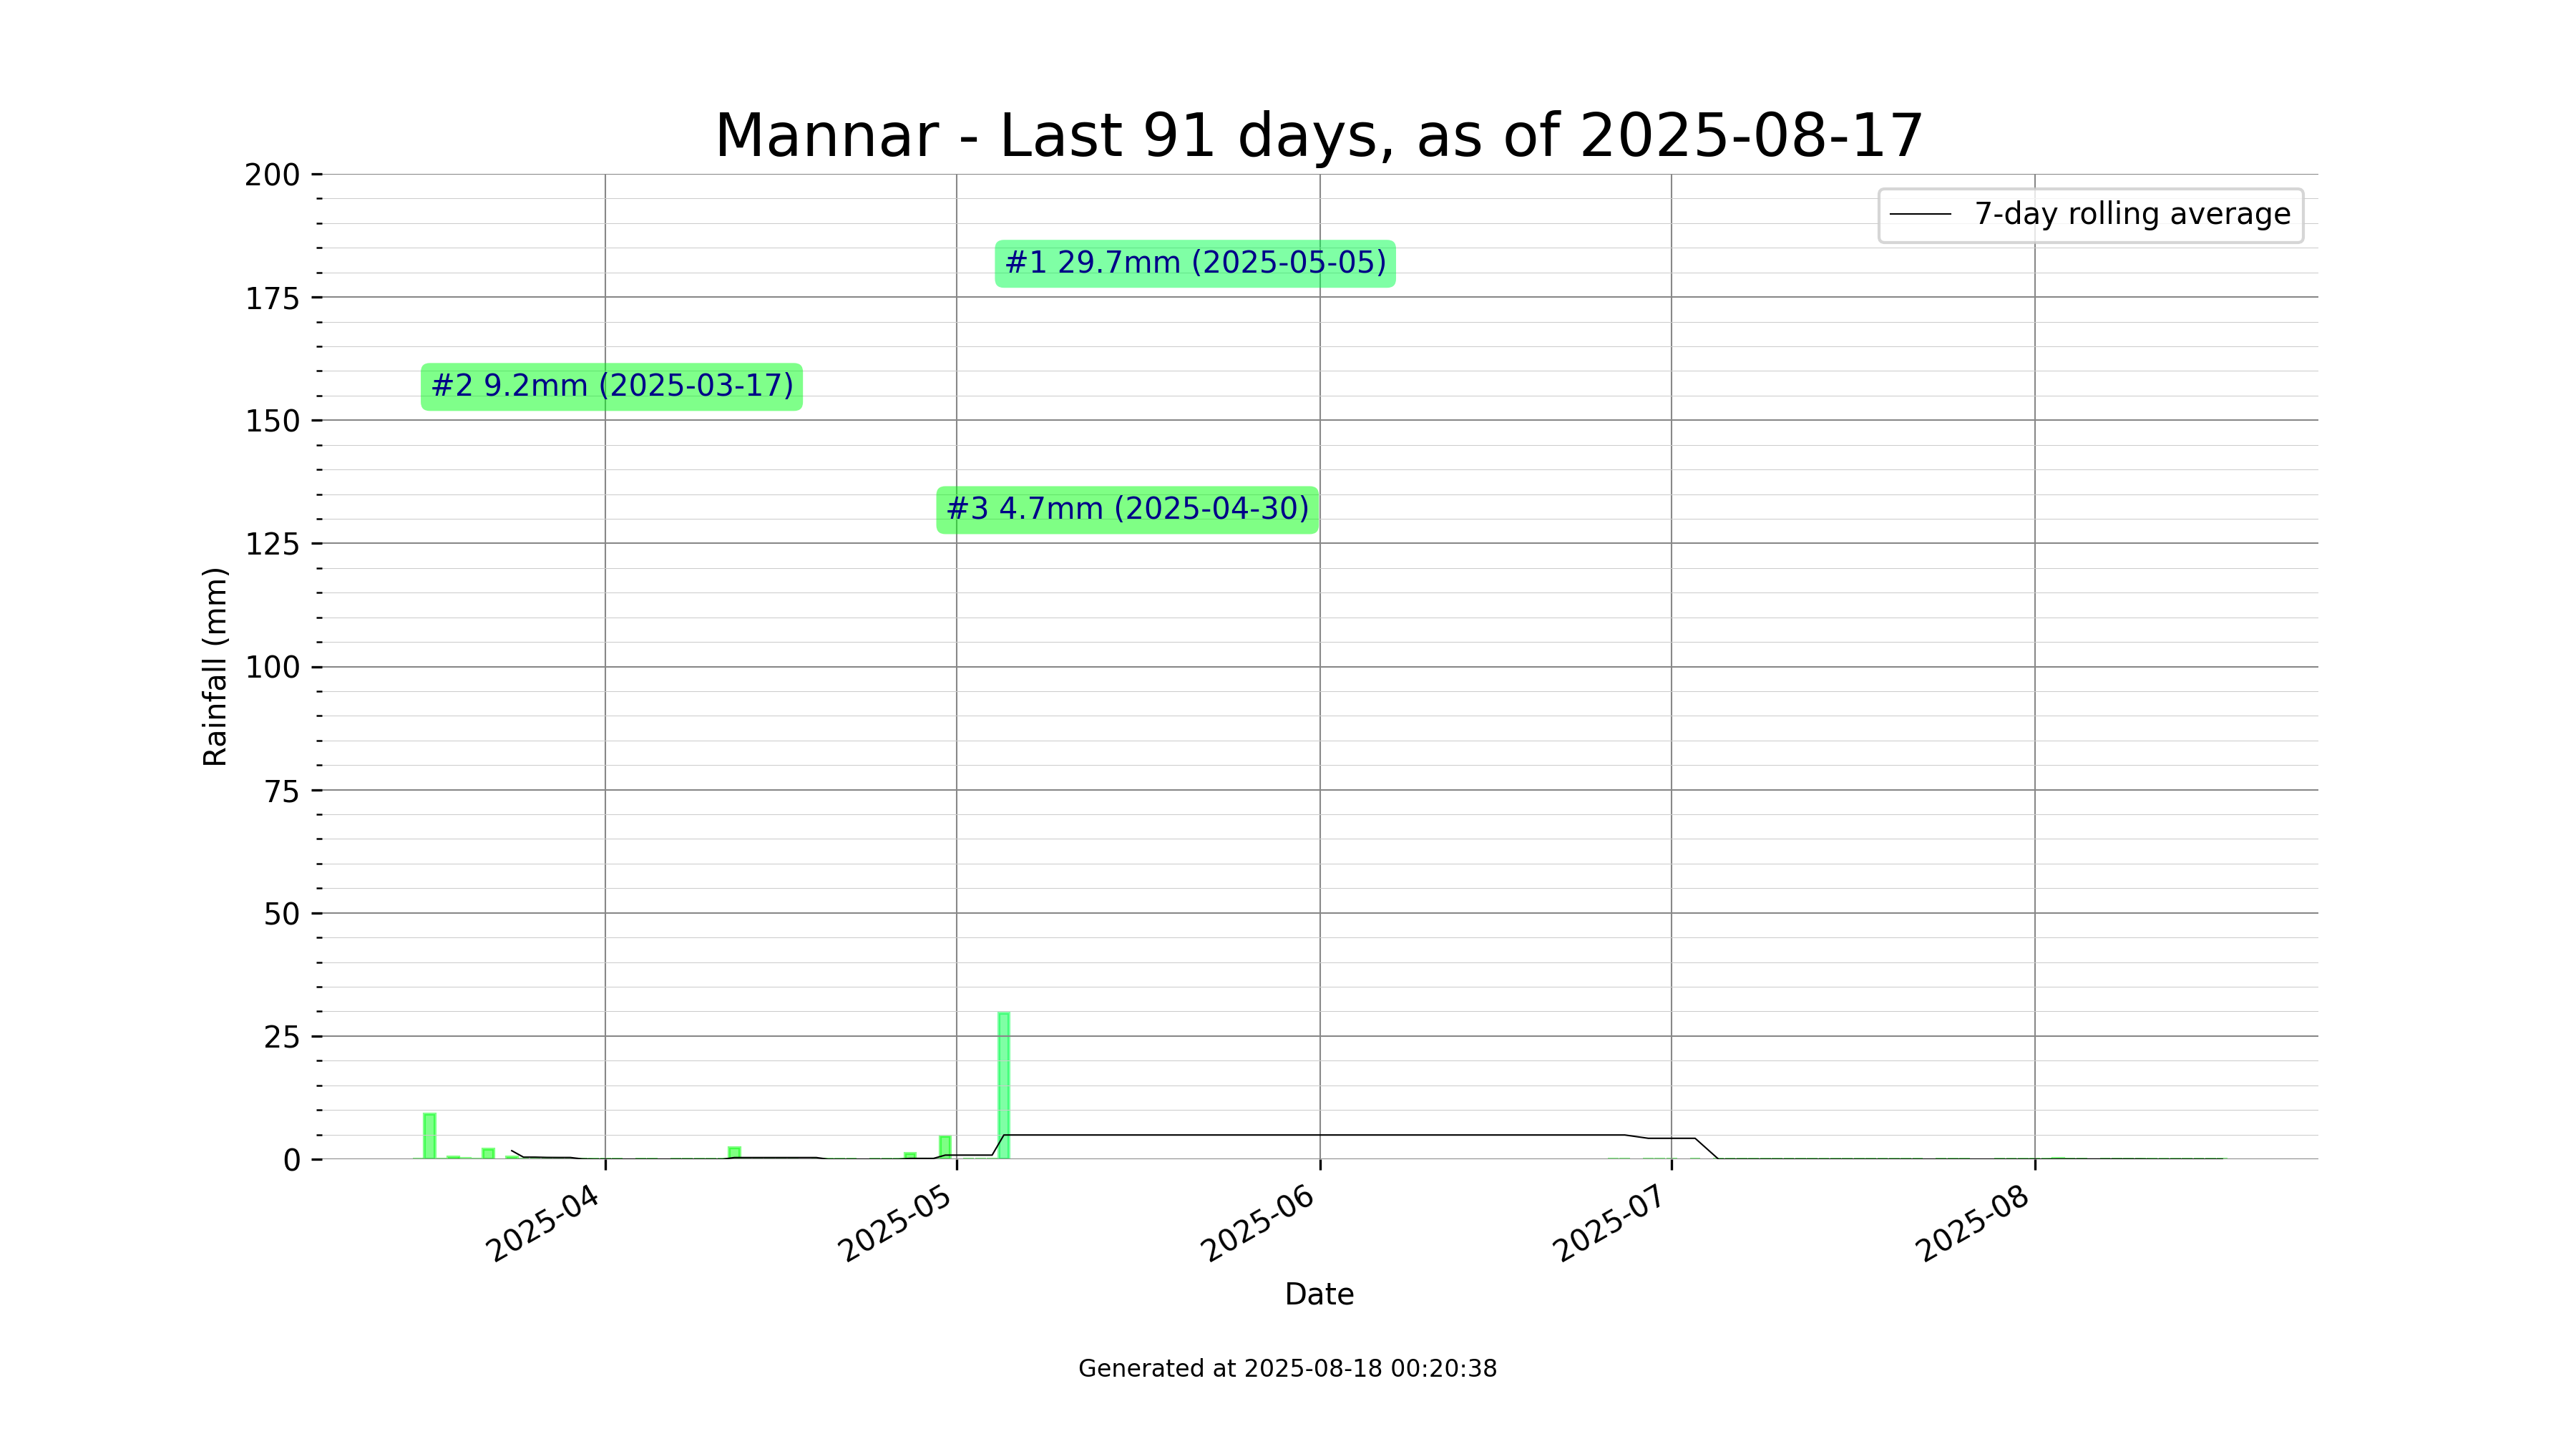 Mannar - Last 91 days, as of 2025-08-17
200
175
150
125
100
75
50
25
0
Rainfall (mm)
7-day rolling average
#1 29.7mm (2025-05-05)
#2 9.2mm (2025-03-17)
#3 4.7mm (2025-04-30)
2025-04
2025-05
2025-06
2025-07
2025-08
Date
Generated at 2025-08-18 00:20:38